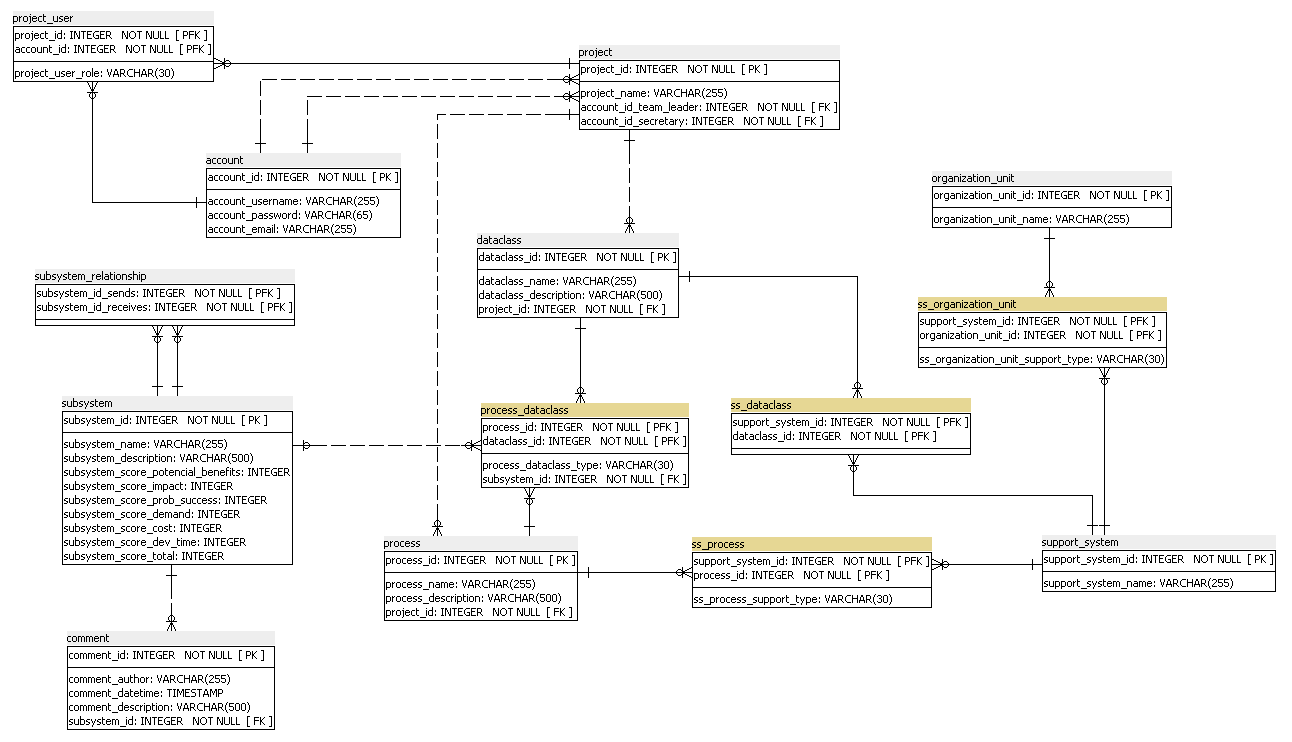 project_user
project_id: INTEGER NOT NULL [ PFK ]
account_id: INTEGER NOT NULL [ PFK ]
project_user_role: VARCHAR(30)
project
project_id: INTEGER NOT NULL [ PK ]
project_name: VARCHAR(255)
account_id_team_leader: INTEGER NOT NULL [ FK ]
account_id_secretary: INTEGER NOT NULL [ FK ]
account
account_id: INTEGER NOT NULL [ PK ]
account_username: VARCHAR(255)
account_password: VARCHAR(65)
account_email: VARCHAR(255)
organization_unit
organization_unit_id: INTEGER NOT NULL [ PK ]
organization_unit_name: VARCHAR(255)
dataclass
dataclass_id: INTEGER NOT NULL [ PK ]
dataclass_name: VARCHAR(255)
dataclass_description: VARCHAR(500)
project_id: INTEGER NOT NULL [ FK ]
subsystem_relationship
subsystem_id_sends: INTEGER NOT NULL [ PFK ]
subsystem_id_receives: INTEGER NOT NULL [ PFK ]
ss_organization_unit
support_system_id: INTEGER NOT NULL [ PFK ]
organization_unit_id: INTEGER NOT NULL [ PFK ]
ss_organization_unit_support_type: VARCHAR(30)
subsystem
subsystem_id: INTEGER NOT NULL [ PK ]
subsystem_name: VARCHAR(255)
subsystem_description: VARCHAR(500)
subsystem_score_potencial_benefits: INTEGER
subsystem_score_impact: INTEGER
subsystem_score_prob_success: INTEGER
subsystem_score_demand: INTEGER
subsystem_score_cost: INTEGER
subsystem_score_dev_time: INTEGER
subsystem_score_total: INTEGER
process_dataclass
process_id: INTEGER NOT NULL [ PFK ]
dataclass_id: INTEGER NOT NULL [ PFK ]
process_dataclass_type: VARCHAR(30)
subsystem_id: INTEGER NOT NULL [ FK ]
ss_dataclass
support_system_id: INTEGER NOT NULL [ PFK ]
dataclass_id: INTEGER NOT NULL [ PFK ]
process
process_id: INTEGER NOT NULL [ PK ]
process_name: VARCHAR(255)
process_description: VARCHAR(500)
project_id: INTEGER NOT NULL [ FK ]
ss_process
support_system_id: INTEGER NOT NULL [ PFK ]
process_id: INTEGER NOT NULL [ PFK ]
ss_process_support_type: VARCHAR(30)
support_system
support_system_id: INTEGER NOT NULL [ PK ]
support_system_name: VARCHAR(255)
comment
comment_id: INTEGER NOT NULL [ PK ]
comment_author: VARCHAR(255)
comment_datetime: TIMESTAMP
comment_description: VARCHAR(500)
subsystem_id: INTEGER NOT NULL [ FK ]